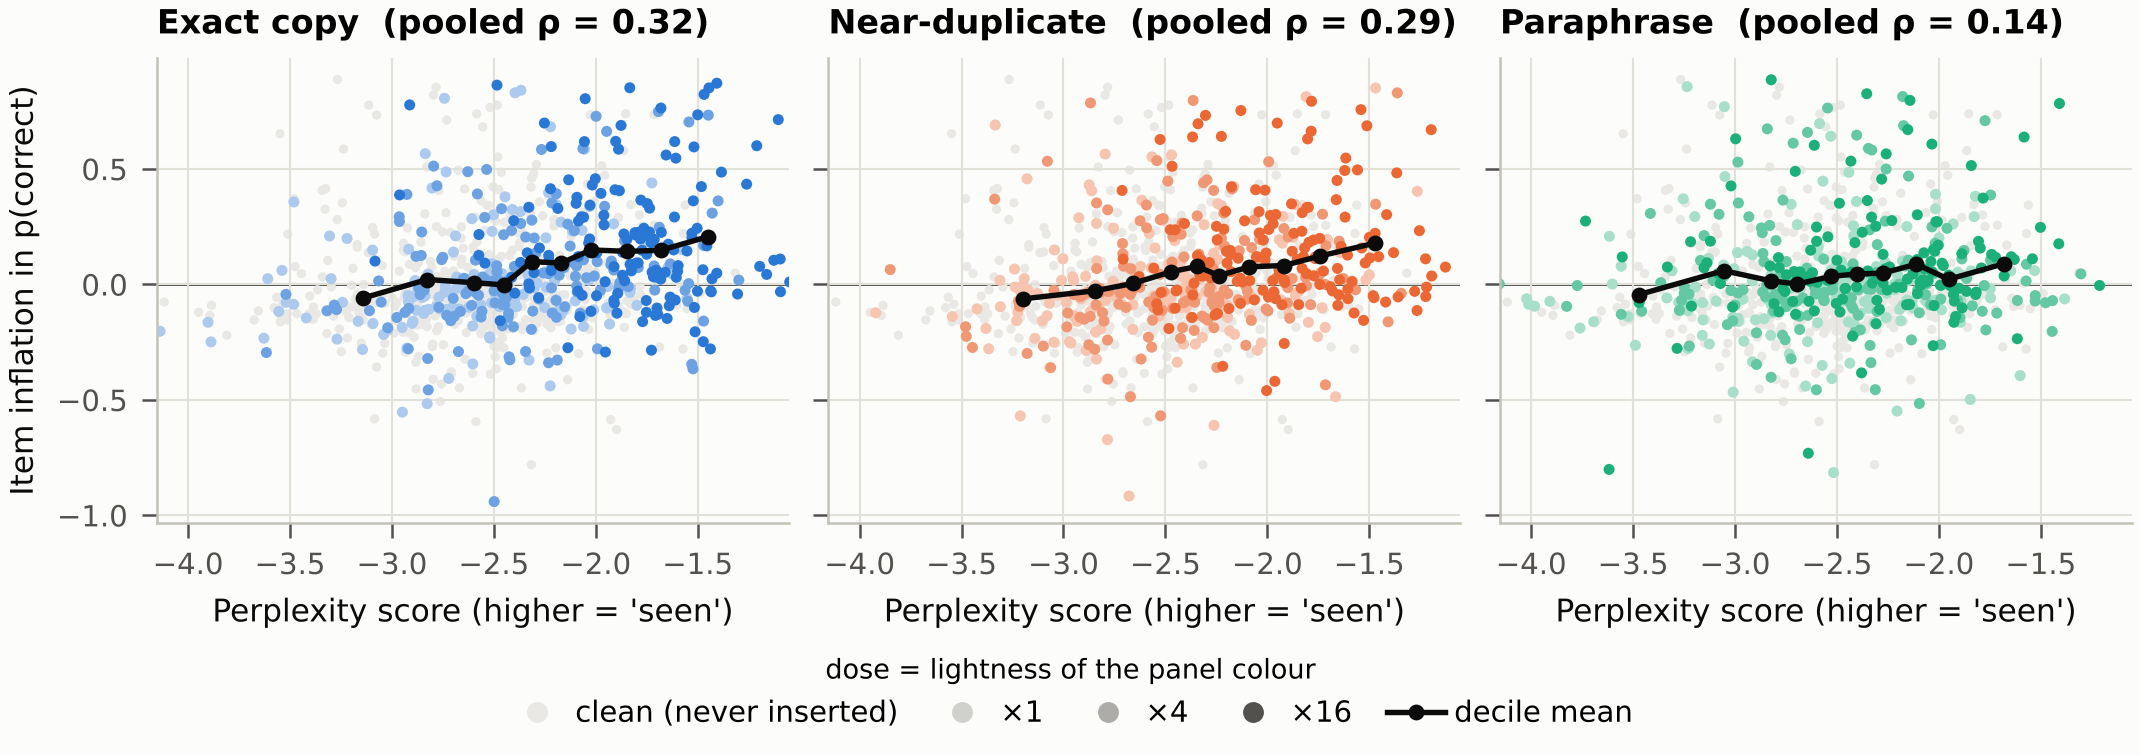 Exact copy  (pooled ρ = 0.32)
Near-duplicate  (pooled ρ = 0.29)
Paraphrase  (pooled ρ = 0.14)
Item inflation in p(correct)
0.5
0.0
−0.5
−1.0
−4.0 −3.5 −3.0 −2.5 −2.0 −1.5
−4.0 −3.5 −3.0 −2.5 −2.0 −1.5
−4.0 −3.5 −3.0 −2.5 −2.0 −1.5
Perplexity score (higher = 'seen')
Perplexity score (higher = 'seen')
Perplexity score (higher = 'seen')
dose = lightness of the panel colour
clean (never inserted) ×1 ×4 ×16 decile mean